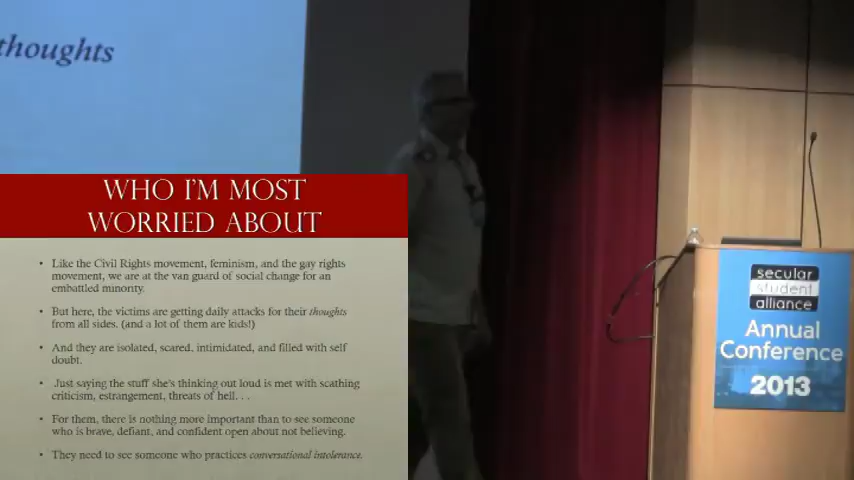 thoughts
WHO I'M MOST
WORRIED ABOUT
• Like the Civil Rights movement, feminism, and the gay rights
movement, we are at the van guard of social change for an
embattled minority.
• But here, the victims are getting daily attacks for their thoughts
from all sides. (and a lot of them are kids!)
• And they are isolated, scared, intimidated, and filled with self
doubt.
• Just saying the stuff she's thinking out loud is met with scathing
criticism, estrangement, threats of hell. . .
• For them, there is nothing more important than to see someone
who is brave, defiant, and confident open about not believing.
• They need to see someone who practices conversational intolerance.
secular
student
alliance
Annual
Conference
2013